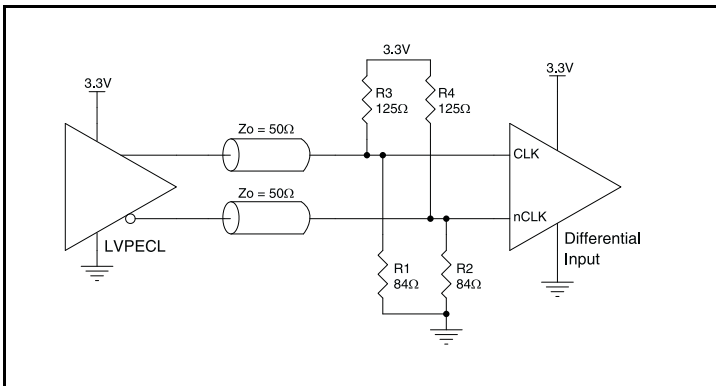 3.3V
R3
125Ω
R4
125Ω
3.3V
3.3V
Zo = 50Ω
CLK
Zo = 50Ω
nCLK
LVPECL
Differential
Input
R1
84Ω
R2
84Ω